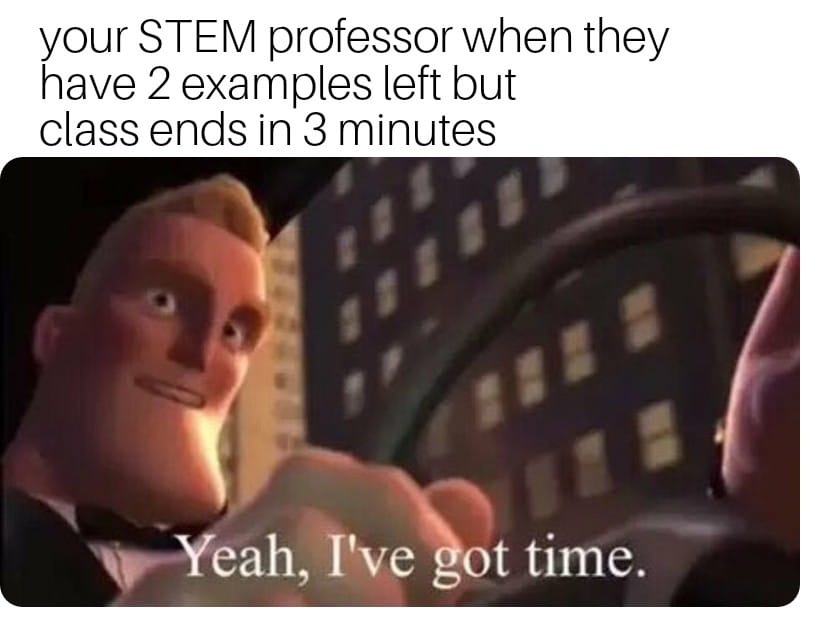 your STEM professor when they
have 2 examples left but
class ends in 3 minutes
Yeah, I've got time.